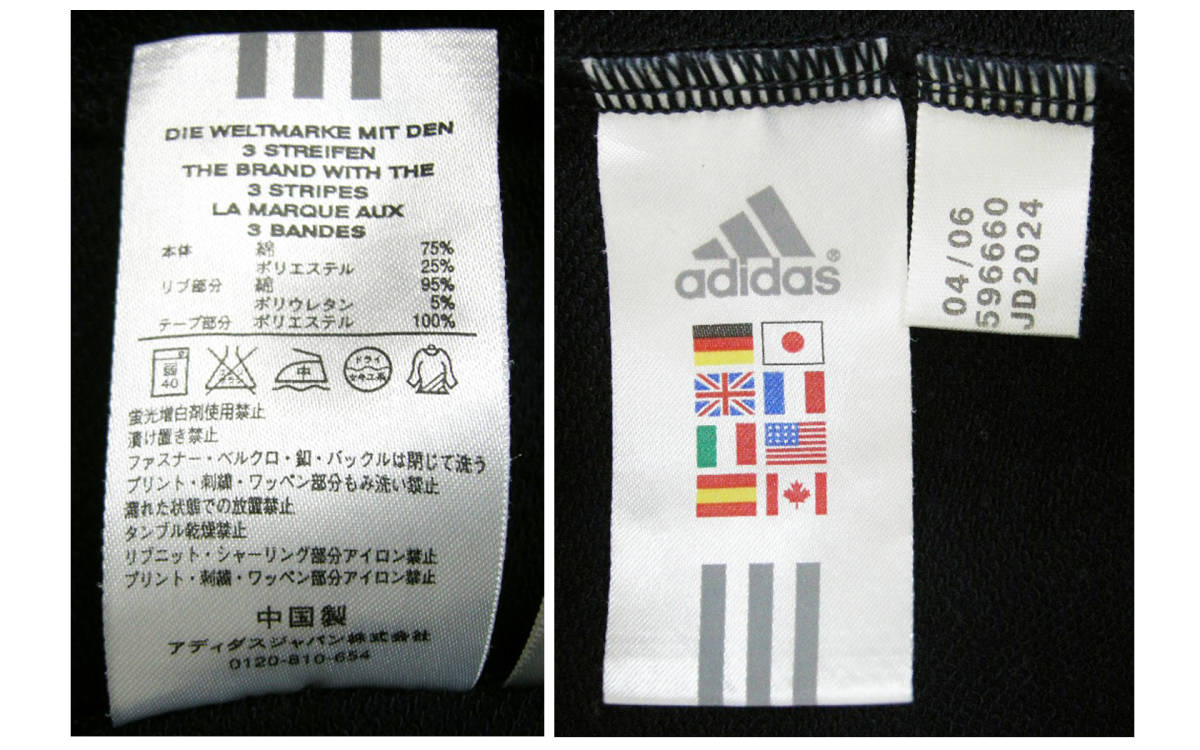 DIE WELTMARKE MIT DEN
3 STREIFEN
THE BRAND WITH THE
3 STRIPES
LA MARQUE AUX
3 BANDES
本体 綿 75%
ポリエステル 25%
リブ部分 綿 95%
ポリウレタン 5%
テープ部分 ポリエステル 100%
弱
40
中
ドライ
セキユ系
蛍光増白剤使用禁止
漬け置き禁止
ファスナー・ベルクロ・釦・バックルは閉じて洗う
プリント・刺繍・ワッペン部分もみ洗い禁止
濡れた状態での放置禁止
タンブル乾燥禁止
リブニット・シャーリング部分アイロン禁止
プリント・刺繍・ワッペン部分アイロン禁止
中国製
アディダスジャパン株式会社
0120-810-654
adidas®
04/06
596660
JD2024